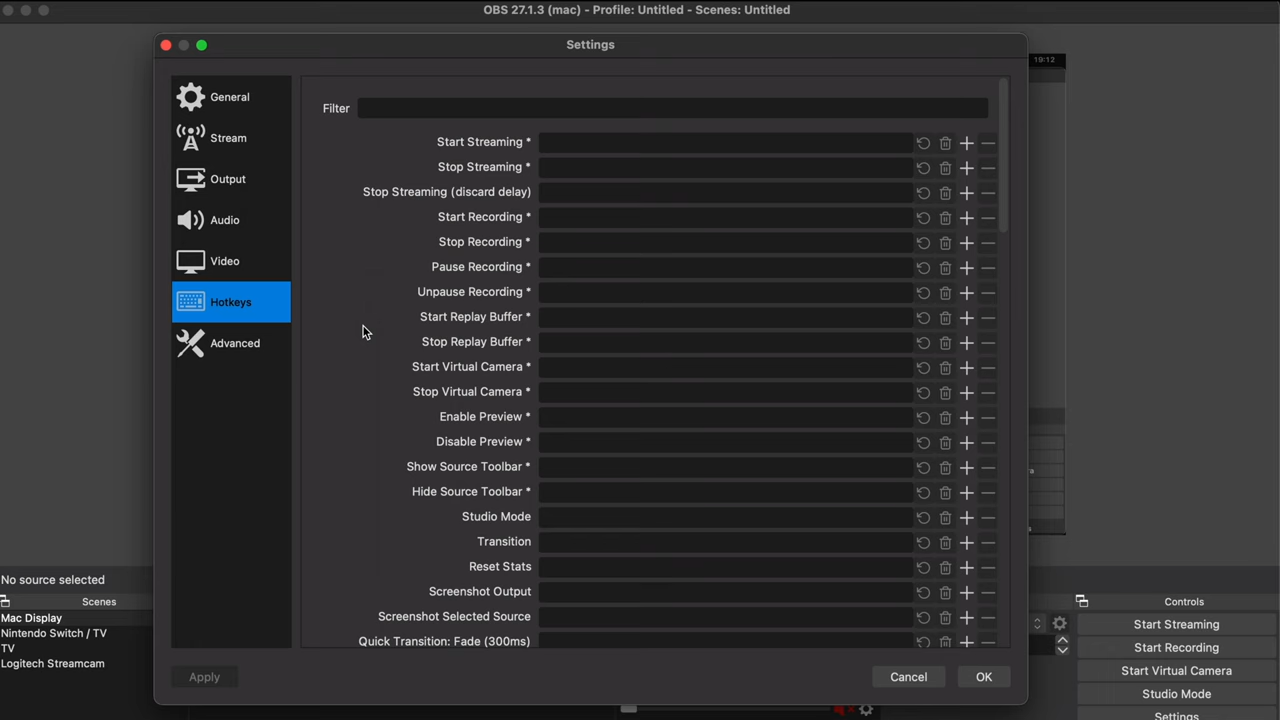 OBS 27.1.3 (mac) - Profile: Untitled - Scenes: Untitled
Settings
19:12
General
Stream
Output
Audio
Video
Hotkeys
Advanced
Filter
Start Streaming *
Stop Streaming *
Stop Streaming (discard delay)
Start Recording *
Stop Recording *
Pause Recording *
Unpause Recording *
Start Replay Buffer *
Stop Replay Buffer *
Start Virtual Camera *
Stop Virtual Camera *
Enable Preview *
Disable Preview *
Show Source Toolbar *
Hide Source Toolbar *
Studio Mode
Transition
Reset Stats
Screenshot Output
Screenshot Selected Source
Quick Transition: Fade (300ms)
Apply
Cancel
OK
No source selected
Scenes
Mac Display
Nintendo Switch / TV
TV
Logitech Streamcam
Controls
Start Streaming
Start Recording
Start Virtual Camera
Studio Mode
Settings